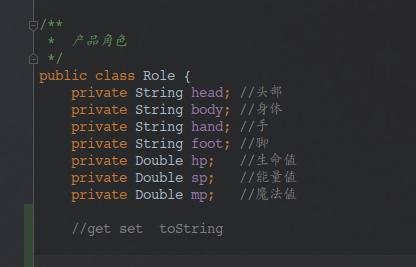 /**
* 产品角色
*/
public class Role {
private String head; //头部
private String body; //身体
private String hand; //手
private String foot; //脚
private Double hp; //生命值
private Double sp; //能量值
private Double mp; //魔法值
//get set toString